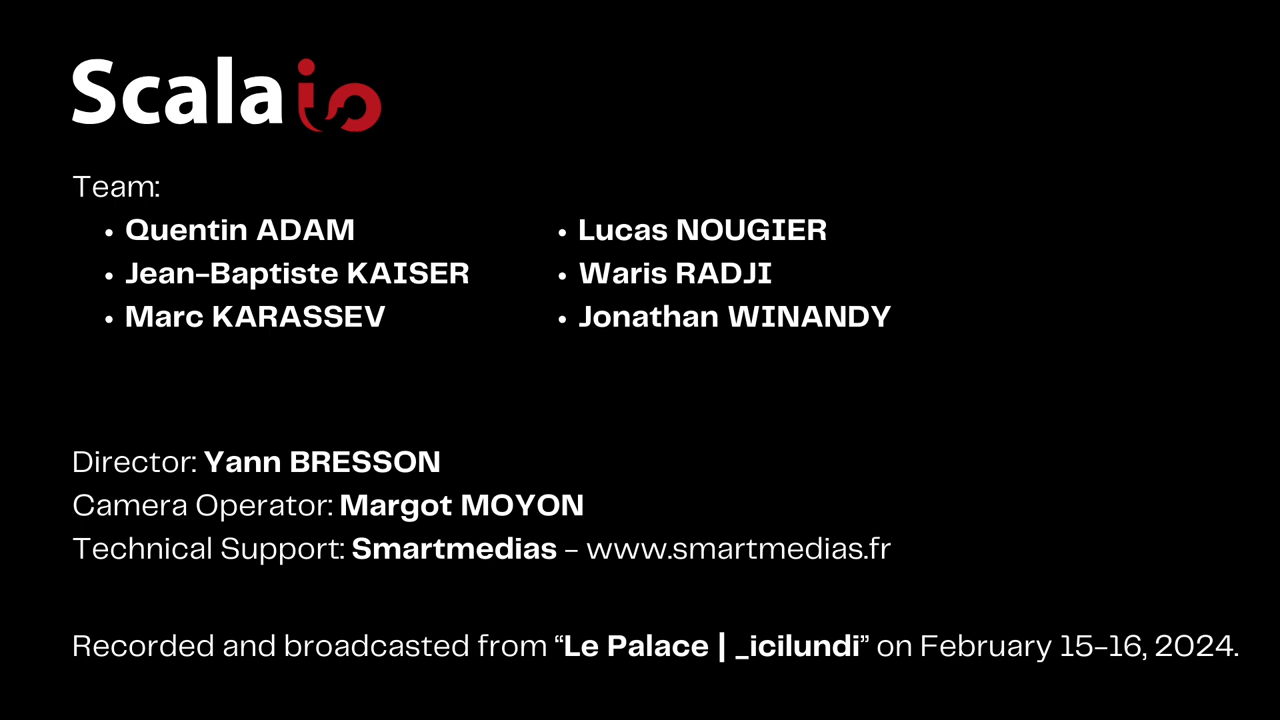 Scala io
Team:
• Quentin ADAM
• Jean-Baptiste KAISER
• Marc KARASSEV
• Lucas NOUGIER
• Waris RADJI
• Jonathan WINANDY
Director: Yann BRESSON
Camera Operator: Margot MOYON
Technical Support: Smartmedias - www.smartmedias.fr
Recorded and broadcasted from “Le Palace | _icilundi” on February 15-16, 2024.